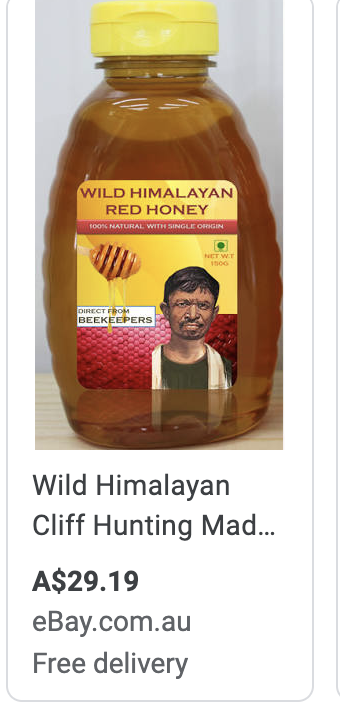 WILD HIMALAYAN
RED HONEY
100% NATURAL WITH SINGLE ORIGIN
NET W.T
150G
DIRECT FROM
BEEKEEPERS
Wild Himalayan
Cliff Hunting Mad...
A$29.19
eBay.com.au
Free delivery